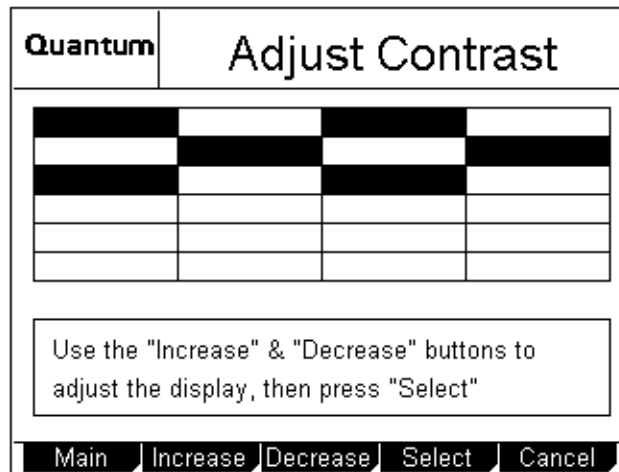 Quantum
Adjust Contrast
Use the "Increase" & "Decrease" buttons to
adjust the display, then press "Select"
Main Increase Decrease Select Cancel